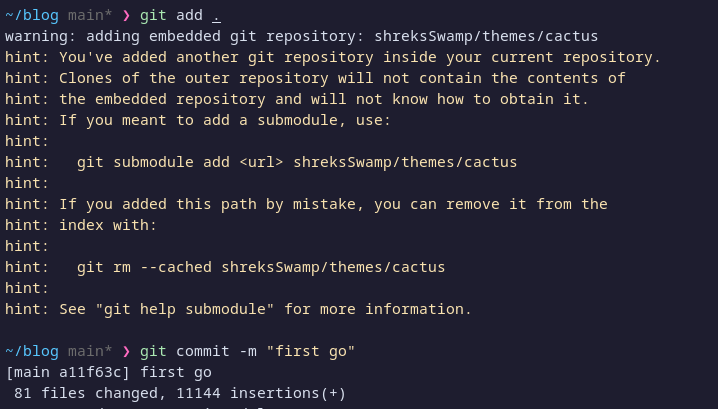 ~/blog main* ❯ git add .
warning: adding embedded git repository: shreksSwamp/themes/cactus
hint: You've added another git repository inside your current repository.
hint: Clones of the outer repository will not contain the contents of
hint: the embedded repository and will not know how to obtain it.
hint: If you meant to add a submodule, use:
hint:
hint:   git submodule add <url> shreksSwamp/themes/cactus
hint:
hint: If you added this path by mistake, you can remove it from the
hint: index with:
hint:
hint:   git rm --cached shreksSwamp/themes/cactus
hint:
hint: See "git help submodule" for more information.
~/blog main* ❯ git commit -m "first go"
[main a11f63c] first go
 81 files changed, 11144 insertions(+)